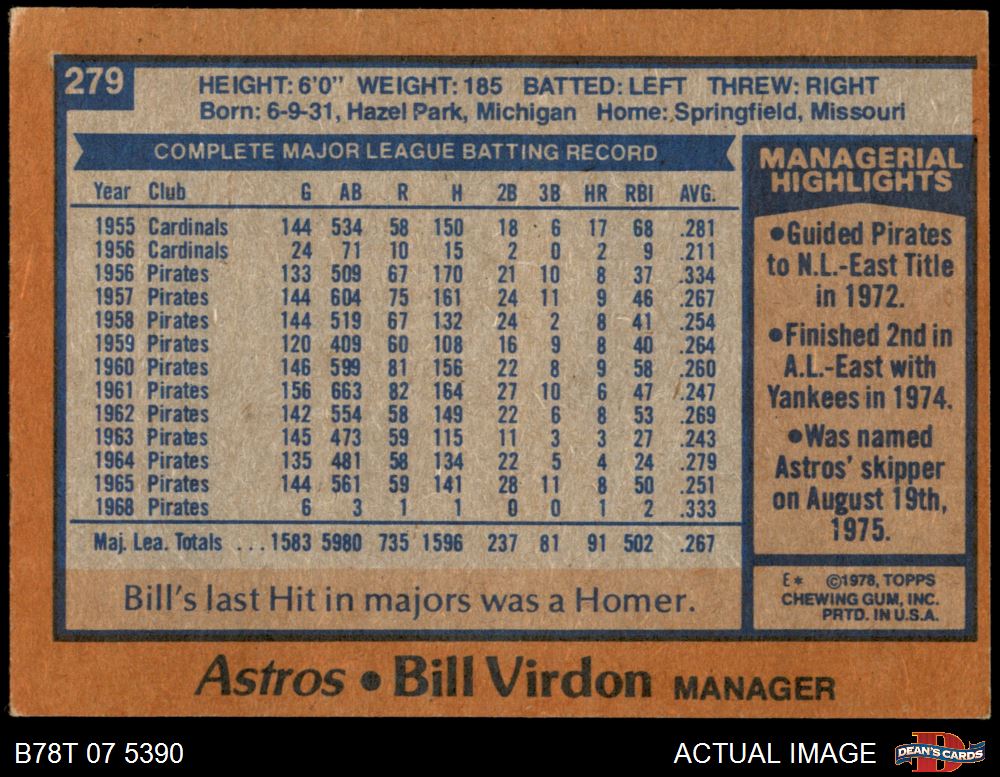 279
HEIGHT: 6'0" WEIGHT: 185 BATTED: LEFT THREW: RIGHT
Born: 6-9-31, Hazel Park, Michigan Home: Springfield, Missouri
COMPLETE MAJOR LEAGUE BATTING RECORD
Year Club G AB R H 2B 3B HR RBI AVG.
1955 Cardinals 144 534 58 150 18 6 17 68 .281
1956 Cardinals 24 71 10 15 2 0 2 9 .211
1956 Pirates 133 509 67 170 21 10 8 37 .334
1957 Pirates 144 604 75 161 24 11 9 46 .267
1958 Pirates 144 519 67 132 24 2 8 41 .254
1959 Pirates 120 409 60 108 16 9 8 40 .264
1960 Pirates 146 599 81 156 22 8 9 58 .260
1961 Pirates 156 663 82 164 27 10 6 47 .247
1962 Pirates 142 554 58 149 22 6 8 53 .269
1963 Pirates 145 473 59 115 11 3 3 27 .243
1964 Pirates 135 481 58 134 22 5 4 24 .279
1965 Pirates 144 561 59 141 28 11 8 50 .251
1968 Pirates 6 3 1 1 0 0 1 2 .333
Maj. Lea. Totals ... 1583 5980 735 1596 237 81 91 502 .267
Bill's last Hit in majors was a Homer.
MANAGERIAL
HIGHLIGHTS
•Guided Pirates
to N.L.-East Title
in 1972.
•Finished 2nd in
A.L.-East with
Yankees in 1974.
•Was named
Astros' skipper
on August 19th,
1975.
E* ©1978, TOPPS
CHEWING GUM, INC.
PRTD. IN U.S.A.
Astros • Bill Virdon MANAGER
B78T 07 5390 ACTUAL IMAGE DEAN'S CARDS